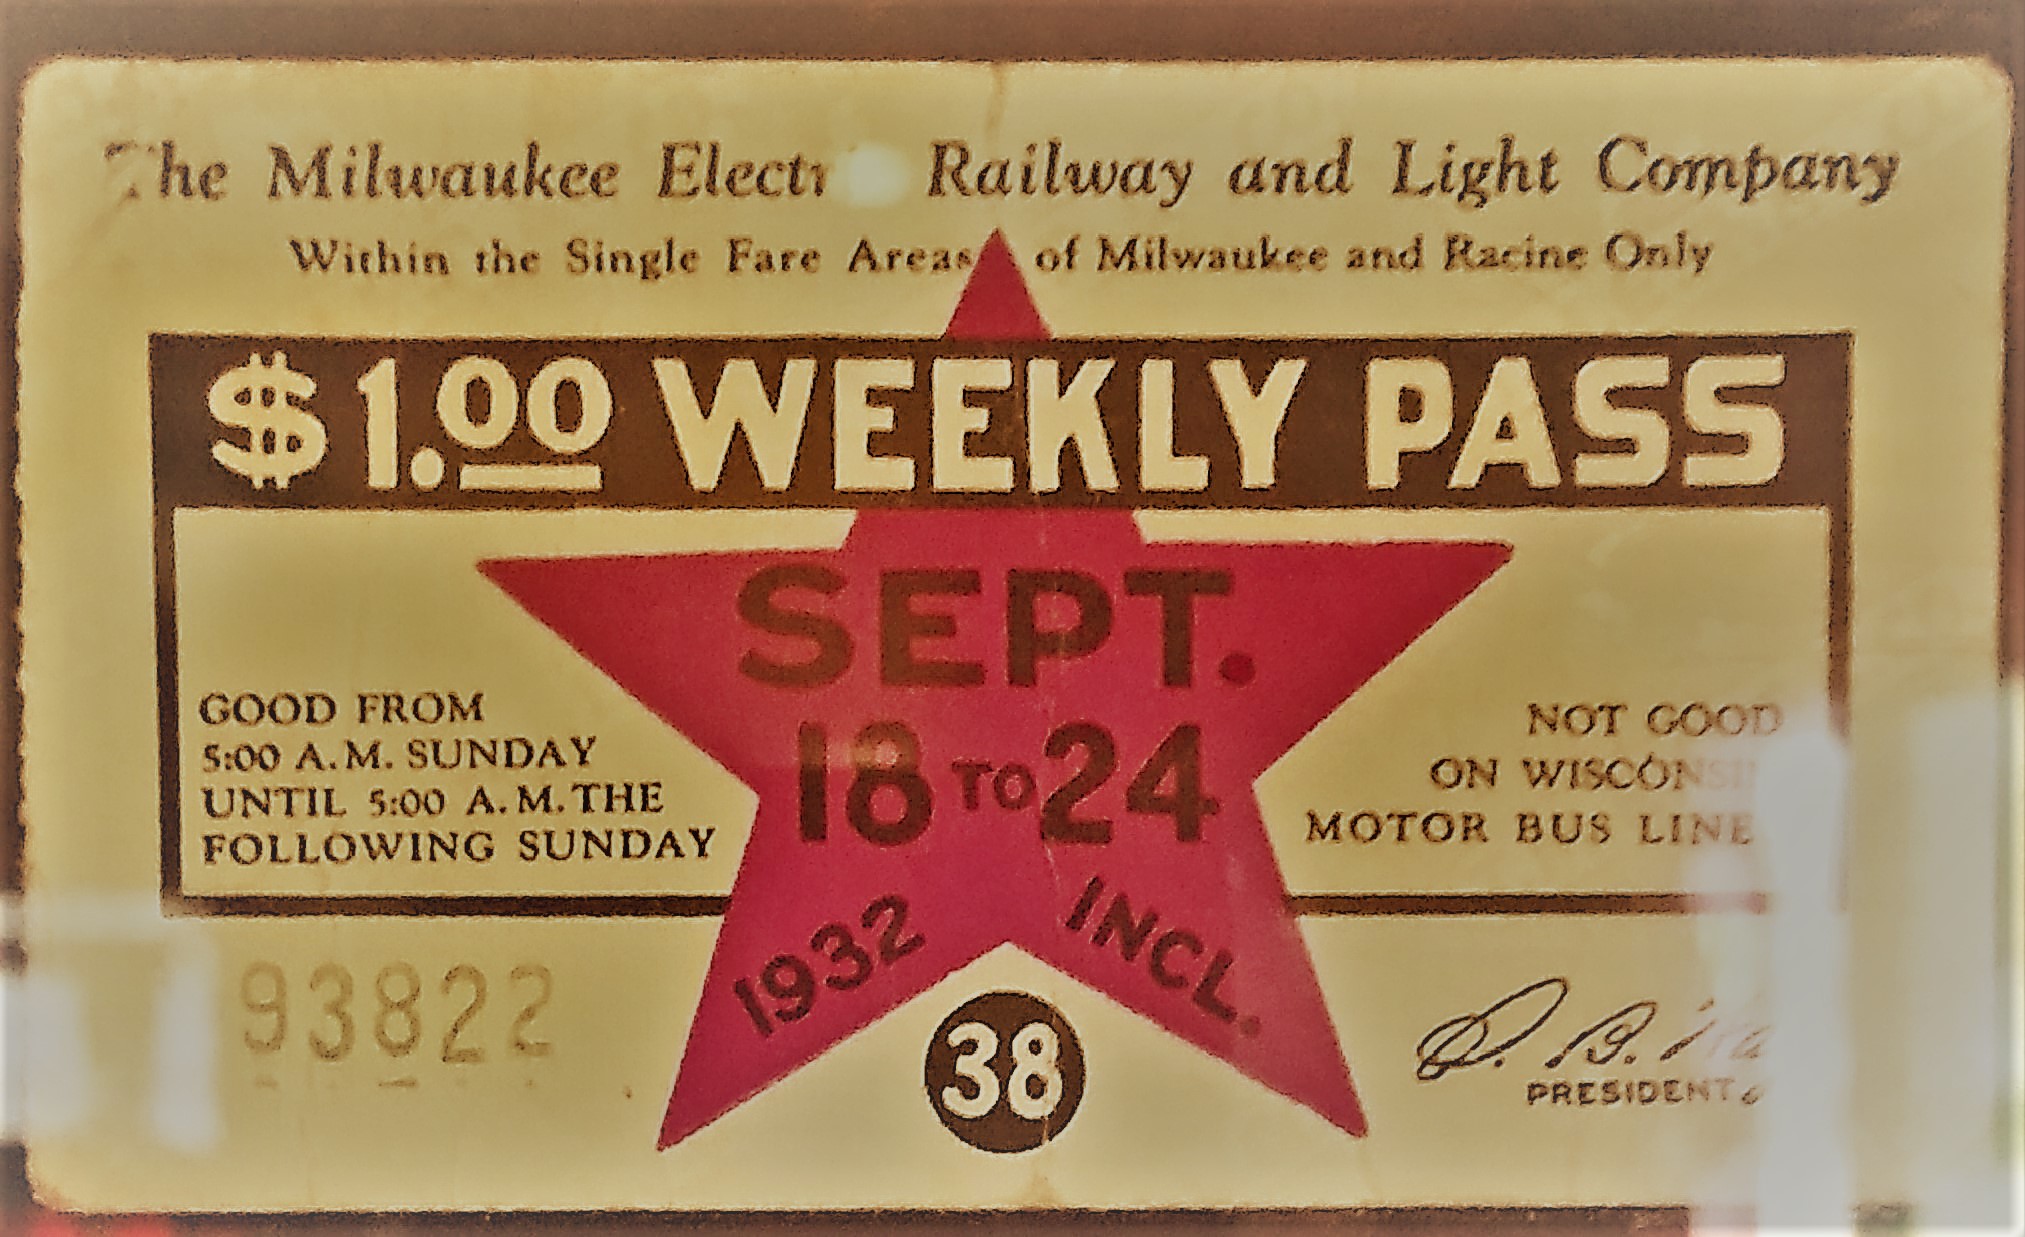 The Milwaukee Electr Railway and Light Company
Within the Single Fare Areas of Milwaukee and Racine Only
$1.00 WEEKLY PASS
SEPT.
18 TO 24
1932 INCL.
GOOD FROM
5:00 A.M. SUNDAY
UNTIL 5:00 A.M. THE
FOLLOWING SUNDAY
NOT GOOD
ON WISCONSIN
MOTOR BUS LINE
93822
38
PRESIDENT